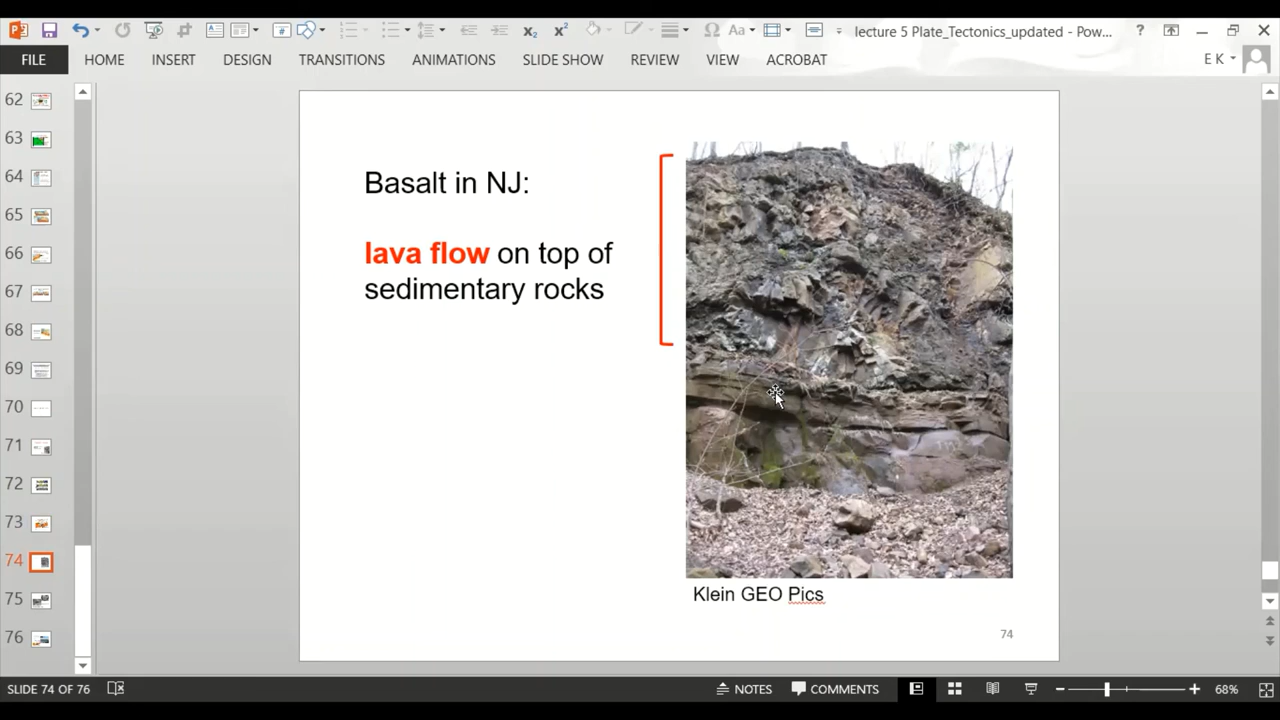 lecture 5 Plate_Tectonics_updated - Pow...
?
E K
FILE
HOME
INSERT
DESIGN
TRANSITIONS
ANIMATIONS
SLIDE SHOW
REVIEW
VIEW
ACROBAT
62
63
64
65
66
67
68
69
70
71
72
73
74
75
76
Basalt in NJ:
lava flow on top of
sedimentary rocks
Klein GEO Pics
74
SLIDE 74 OF 76
NOTES
COMMENTS
68%